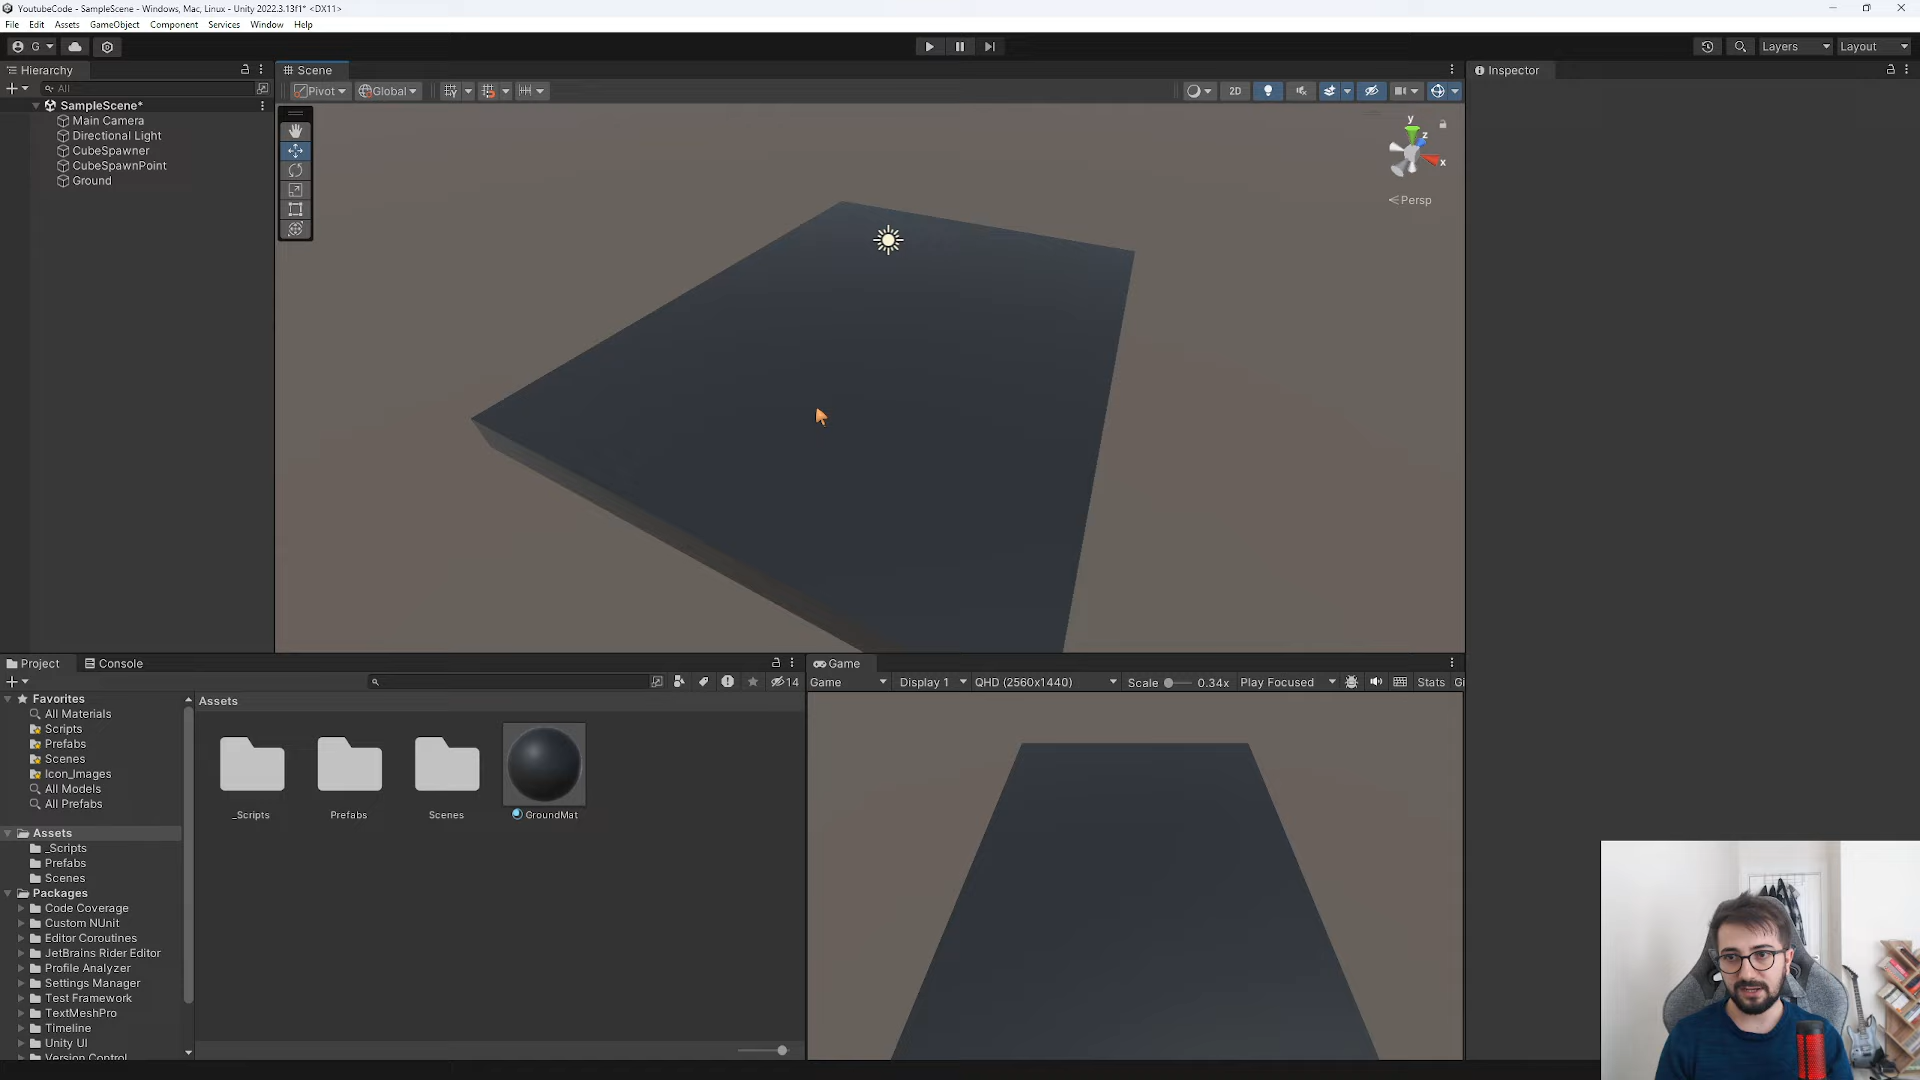 YoutubeCode - SampleScene - Windows, Mac, Linux - Unity 2022.3.13f1* <DX11>
File Edit Assets GameObject Component Services Window Help
G Layers Layout
Hierarchy
All
SampleScene*
Main Camera
Directional Light
CubeSpawner
CubeSpawnPoint
Ground
Scene
Pivot Global 2D
y
z
x
Persp
Inspector
Project Console
14
Favorites
All Materials
Scripts
Prefabs
Scenes
Icon_Images
All Models
All Prefabs
Assets
_Scripts
Prefabs
Scenes
Packages
Code Coverage
Custom NUnit
Editor Coroutines
JetBrains Rider Editor
Profile Analyzer
Settings Manager
Test Framework
TextMeshPro
Timeline
Unity UI
Version Control
Assets
_Scripts Prefabs Scenes GroundMat
Game
Game Display 1 QHD (2560x1440) Scale 0.34x Play Focused Stats Gi